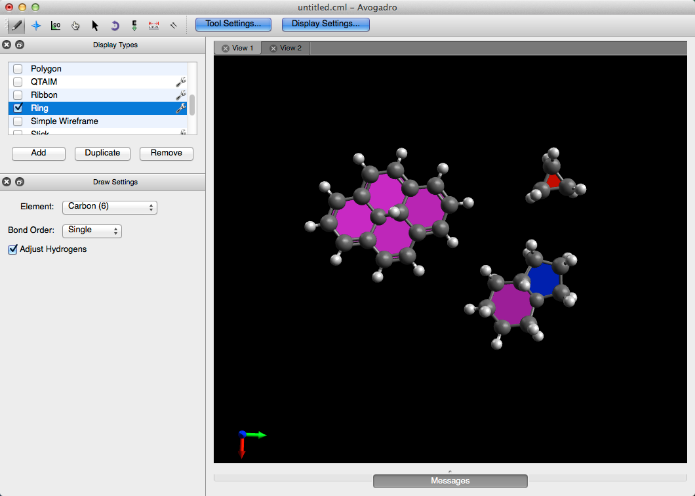 untitled.cml – Avogadro
Tool Settings... Display Settings...
Display Types
Polygon
QTAIM
Ribbon
Ring
Simple Wireframe
Stick
Add Duplicate Remove
Draw Settings
Element: Carbon (6)
Bond Order: Single
Adjust Hydrogens
View 1 View 2
Messages